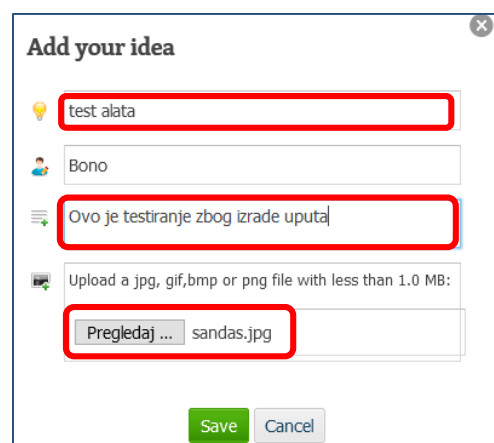 Add your idea
test alata
Bono
Ovo je testiranje zbog izrade uputa
Upload a jpg, gif,bmp or png file with less than 1.0 MB:
Pregledaj ... sandas.jpg
Save Cancel